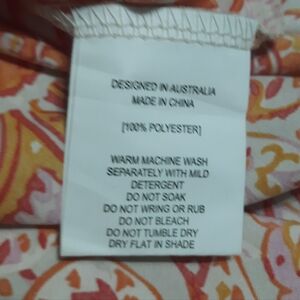 DESIGNED IN AUSTRALIA
MADE IN CHINA
[100% POLYESTER]
WARM MACHINE WASH
SEPARATELY WITH MILD
DETERGENT
DO NOT SOAK
DO NOT WRING OR RUB
DO NOT BLEACH
DO NOT TUMBLE DRY
DRY FLAT IN SHADE